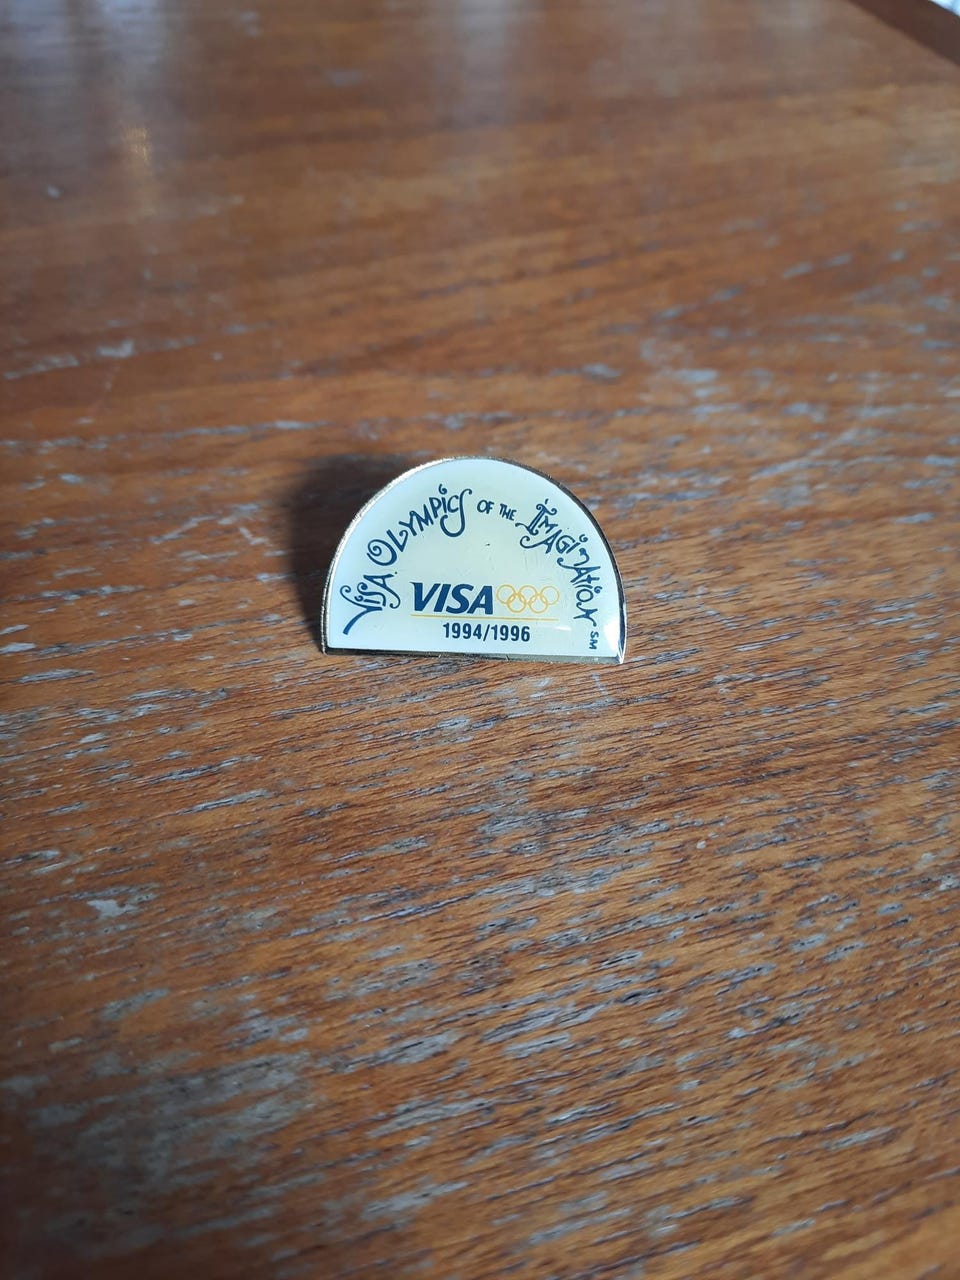 Visa OLYMPICS OF THE IMAGINATION SM
VISA
1994/1996